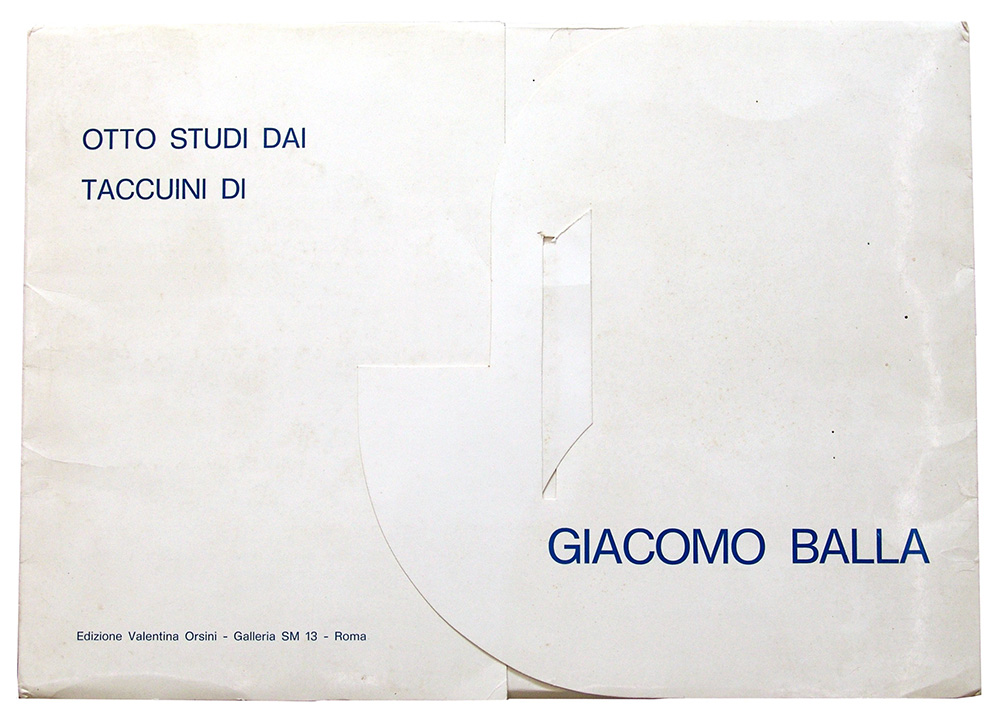 OTTO STUDI DAI
TACCUINI DI
GIACOMO BALLA
Edizione Valentina Orsini - Galleria SM 13 - Roma